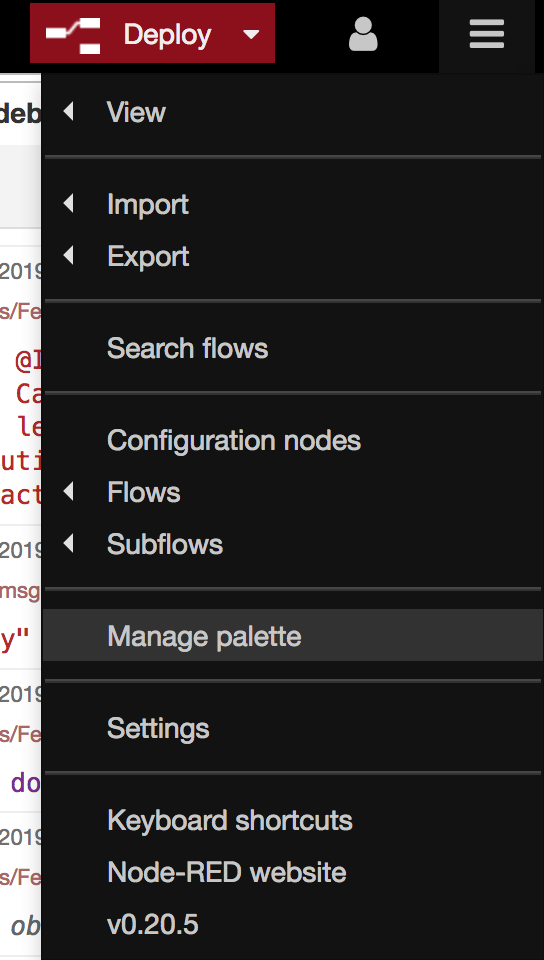 Deploy
deb
View
Import
Export
2019
s/Fe
Search flows
@I
Ca
le
Configuration nodes
uti
Flows
act
Subflows
2019
msg
Manage palette
y"
2019
Settings
s/Fe
do
Keyboard shortcuts
2019
Node-RED website
s/Fe
v0.20.5
ob